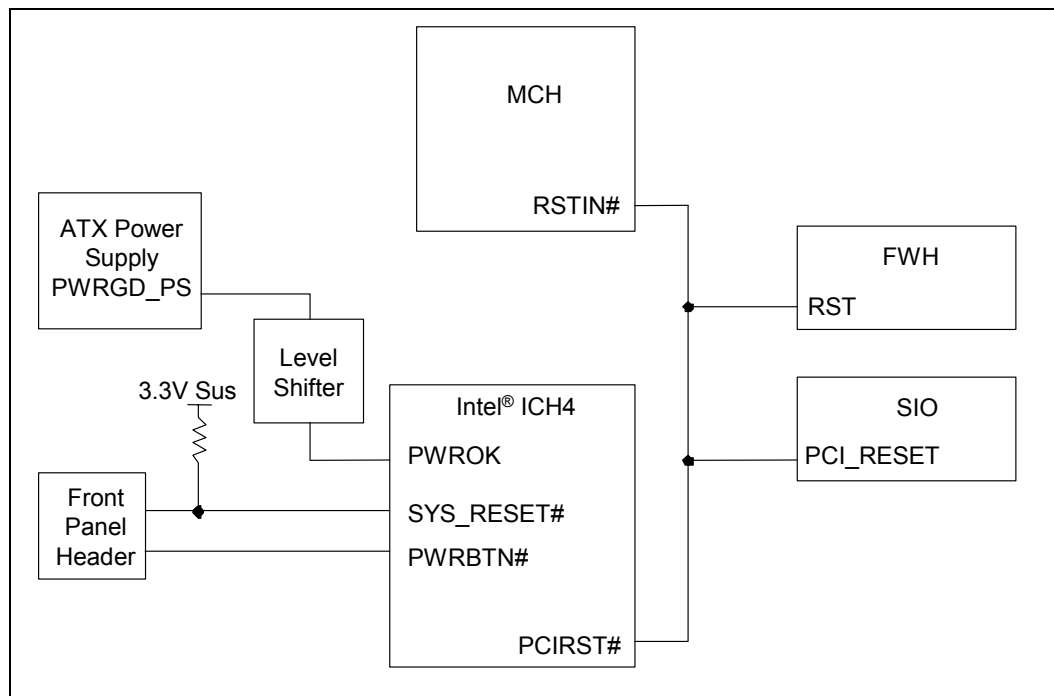 MCH
RSTIN#
ATX Power
Supply
PWRGD_PS
FWH
RST
Level
Shifter
3.3V Sus
Intel® ICH4
SIO
PWROK
PCI_RESET
Front
Panel
Header
SYS_RESET#
PWRBTN#
PCIRST#